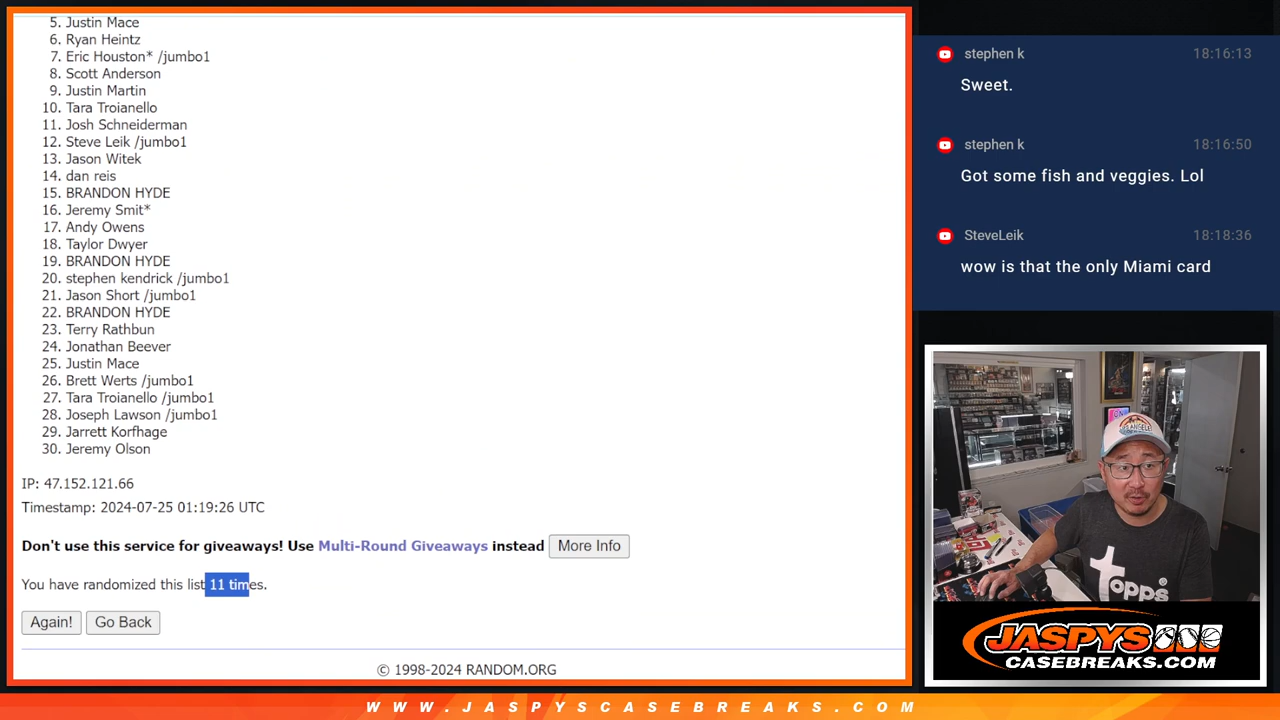 5. Justin Mace
6. Ryan Heintz
7. Eric Houston* /jumbo1
8. Scott Anderson
9. Justin Martin
10. Tara Troianello
11. Josh Schneiderman
12. Steve Leik /jumbo1
13. Jason Witek
14. dan reis
15. BRANDON HYDE
16. Jeremy Smit*
17. Andy Owens
18. Taylor Dwyer
19. BRANDON HYDE
20. stephen kendrick /jumbo1
21. Jason Short /jumbo1
22. BRANDON HYDE
23. Terry Rathbun
24. Jonathan Beever
25. Justin Mace
26. Brett Werts /jumbo1
27. Tara Troianello /jumbo1
28. Joseph Lawson /jumbo1
29. Jarrett Korfhage
30. Jeremy Olson
IP: 47.152.121.66
Timestamp: 2024-07-25 01:19:26 UTC
Don't use this service for giveaways! Use Multi-Round Giveaways instead More Info
You have randomized this list 11 times.
Again! Go Back
© 1998-2024 RANDOM.ORG
stephen k 18:16:13
Sweet.
stephen k 18:16:50
Got some fish and veggies. Lol
SteveLeik 18:18:36
wow is that the only Miami card
topps
JASPYS
CASEBREAKS.COM
WWW.JASPYSCASEBREAKS.COM